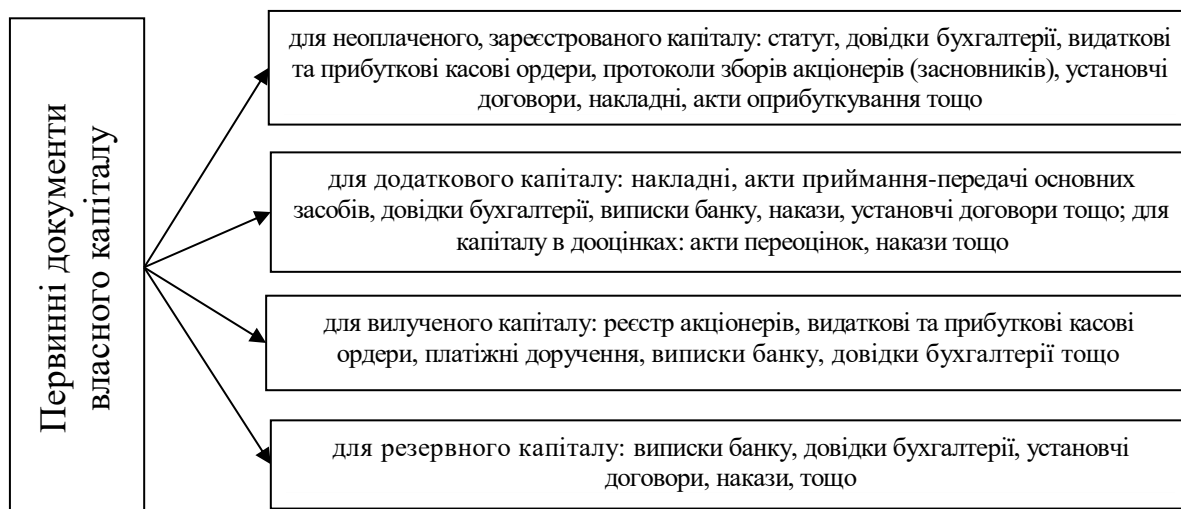 Первинні документи
власного капіталу
для неоплаченого, зареєстрованого капіталу: статут, довідки бухгалтерії, видаткові
та прибуткові касові ордери, протоколи зборів акціонерів (засновників), установчі
договори, накладні, акти оприбуткування тощо
для додаткового капіталу: накладні, акти приймання-передачі основних
засобів, довідки бухгалтерії, виписки банку, накази, установчі договори тощо; для
капіталу в дооцінках: акти переоцінок, накази тощо
для вилученого капіталу: реєстр акціонерів, видаткові та прибуткові касові
ордери, платіжні доручення, виписки банку, довідки бухгалтерії тощо
для резервного капіталу: виписки банку, довідки бухгалтерії, установчі
договори, накази, тощо